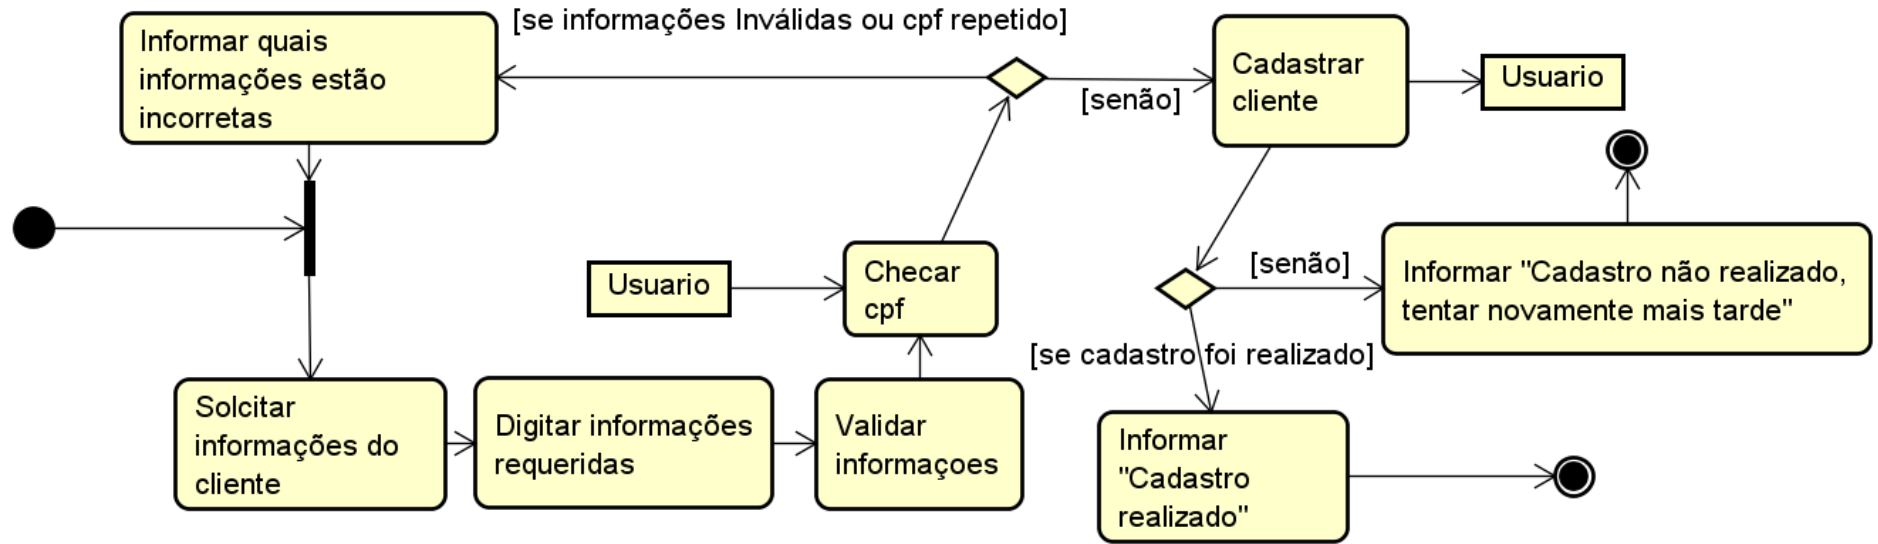 [se informações Inválidas ou cpf repetido]
Informar quais
informações estão
incorretas
Cadastrar
cliente
Usuario
[senão]
Usuario
Checar
cpf
[senão]
Informar "Cadastro não realizado,
tentar novamente mais tarde"
[se cadastro foi realizado]
Solcitar
informações do
cliente
Digitar informações
requeridas
Validar
informaçoes
Informar
"Cadastro
realizado"